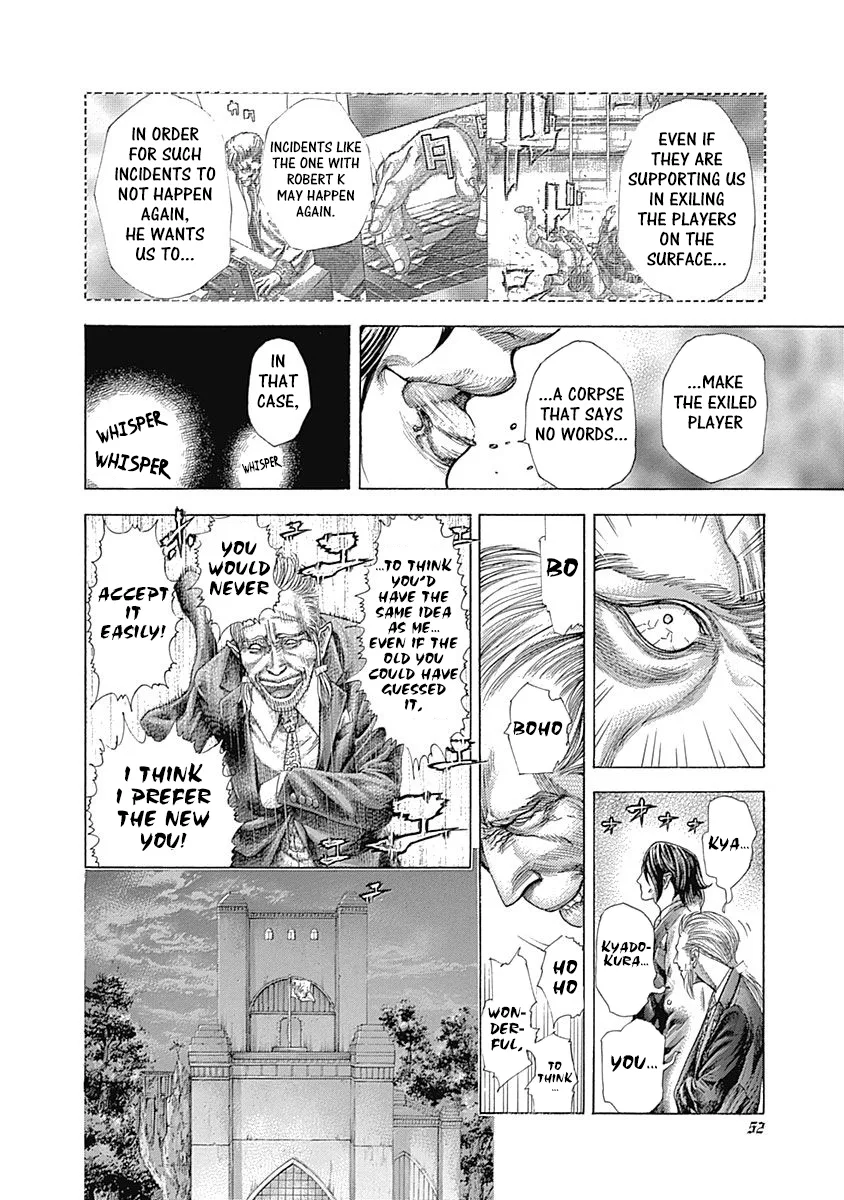 EVEN IF
THEY ARE
SUPPORTING US
IN EXILING
THE PLAYERS
ON THE
SURFACE...
INCIDENTS LIKE
THE ONE WITH
ROBERT K
MAY HAPPEN
AGAIN.
IN ORDER
FOR SUCH
INCIDENTS TO
NOT HAPPEN
AGAIN,
HE WANTS
US TO...
...MAKE
THE EXILED
PLAYER
...A CORPSE
THAT SAYS
NO WORDS...
IN
THAT
CASE,
WHISPER
WHISPER
WHISPER
KYA...
KYADO-
KURA...
YOU...
BO
BOHO
HO
HO
WON-
DER-
FUL,
TO
THINK...
...TO THINK
YOU'D
HAVE THE
SAME IDEA
AS ME...
EVEN IF THE
OLD YOU
COULD HAVE
GUESSED
IT,
YOU
WOULD
NEVER
ACCEPT
IT
EASILY!
I THINK
I PREFER
THE NEW
YOU!
52